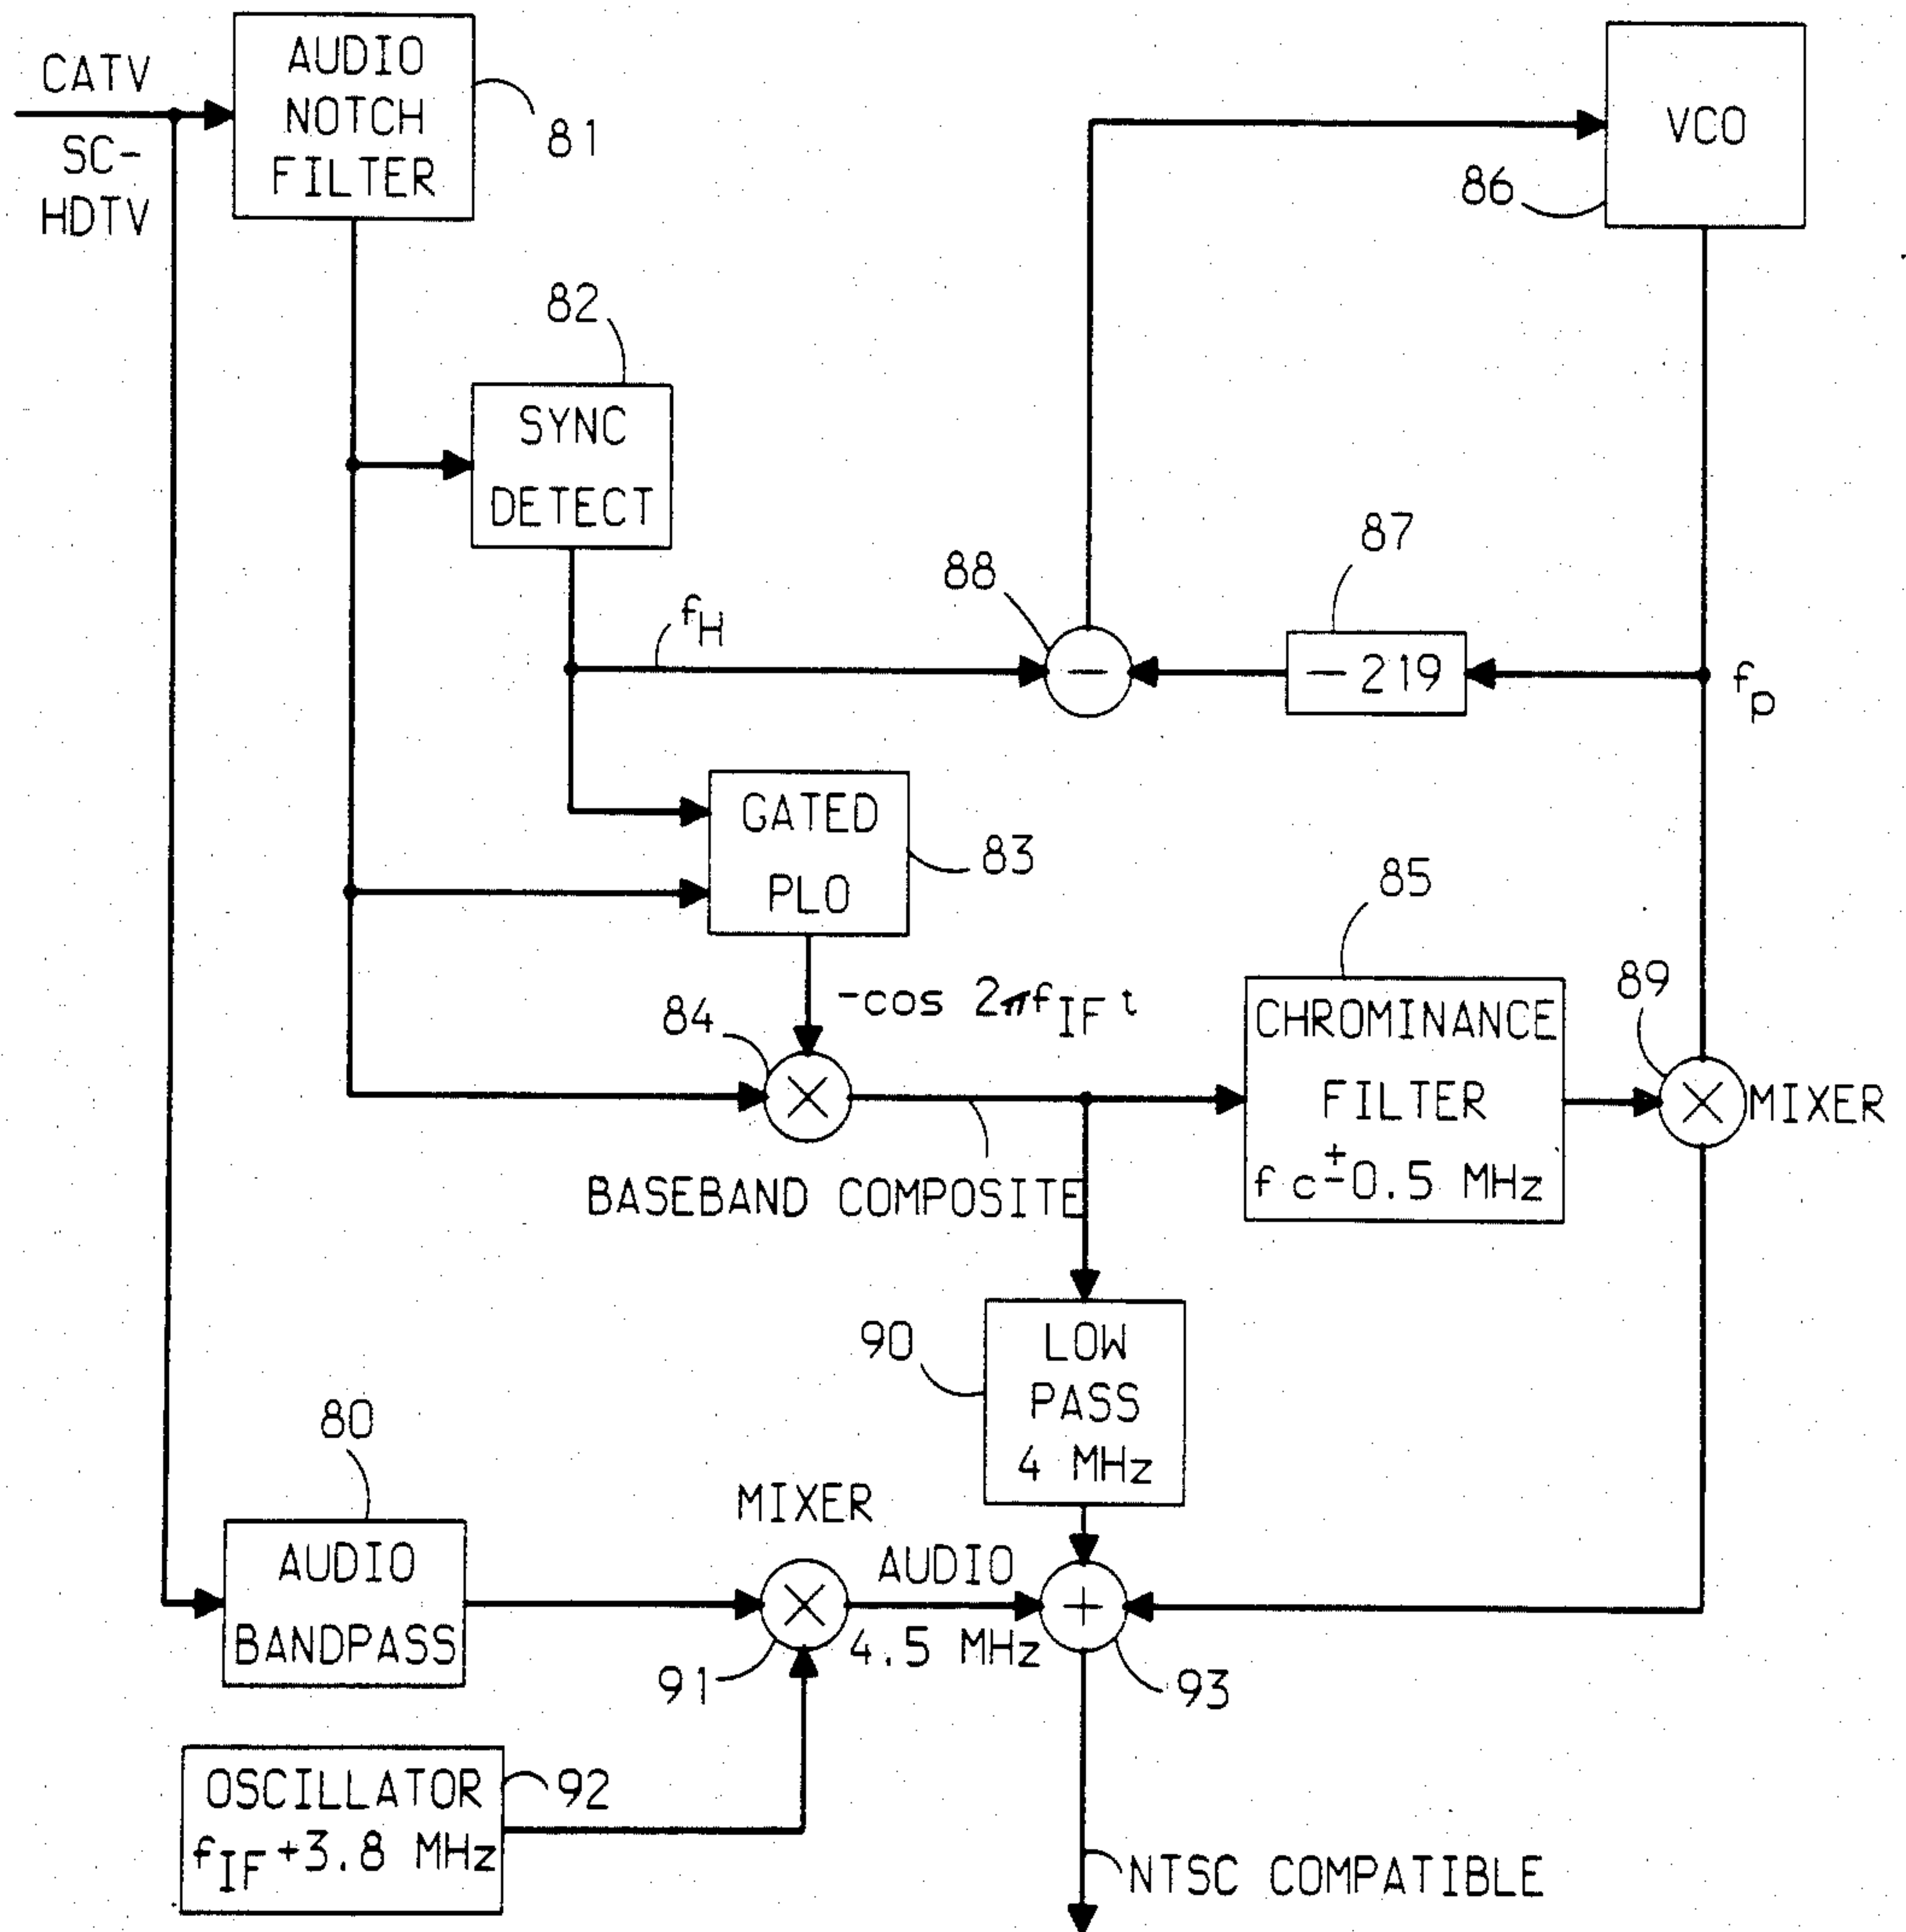 CATV
SC-
HDTV
AUDIO
NOTCH
FILTER
81
VCO
86
82
SYNC
DETECT
fH
88
−
87
−219
fp
GATED
PLO
83
-cos 2πfIF t
84
×
BASEBAND COMPOSITE
85
CHROMINANCE
FILTER
fc±0.5 MHz
89
×
MIXER
90
LOW
PASS
4 MHz
80
AUDIO
BANDPASS
MIXER
×
91
AUDIO
4.5 MHz
+
93
OSCILLATOR
fIF+3.8 MHz
92
NTSC COMPATIBLE